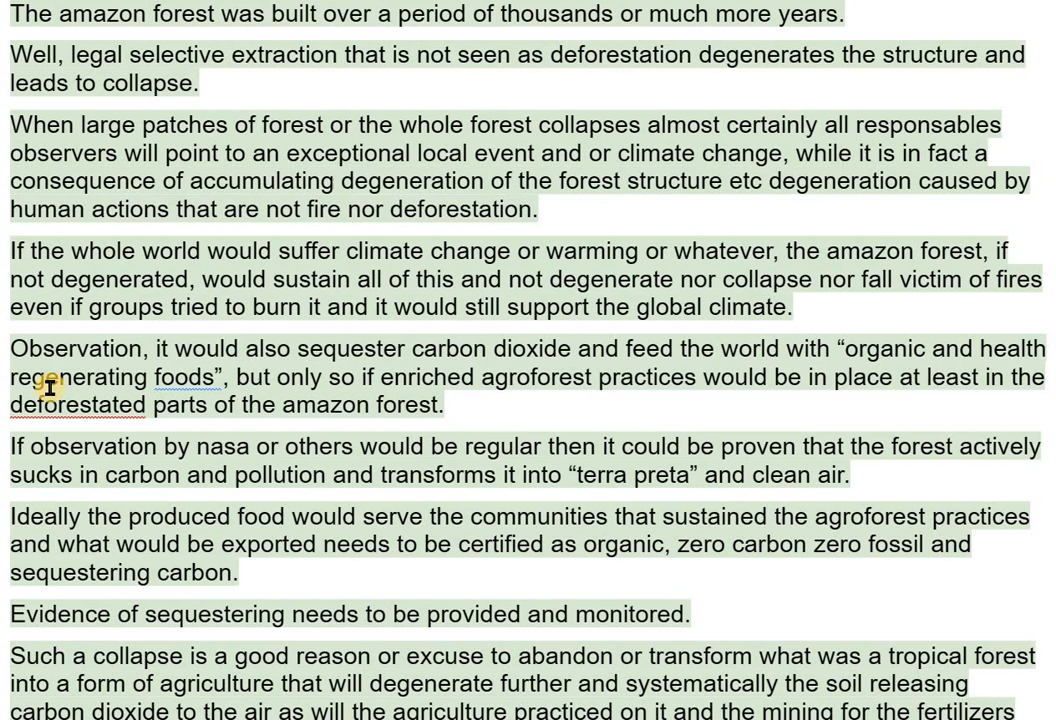 The amazon forest was built over a period of thousands or much more years.
Well, legal selective extraction that is not seen as deforestation degenerates the structure and
leads to collapse.
When large patches of forest or the whole forest collapses almost certainly all responsables
observers will point to an exceptional local event and or climate change, while it is in fact a
consequence of accumulating degeneration of the forest structure etc degeneration caused by
human actions that are not fire nor deforestation.
If the whole world would suffer climate change or warming or whatever, the amazon forest, if
not degenerated, would sustain all of this and not degenerate nor collapse nor fall victim of fires
even if groups tried to burn it and it would still support the global climate.
Observation, it would also sequester carbon dioxide and feed the world with “organic and health
regenerating foods”, but only so if enriched agroforest practices would be in place at least in the
deforestated parts of the amazon forest.
If observation by nasa or others would be regular then it could be proven that the forest actively
sucks in carbon and pollution and transforms it into “terra preta” and clean air.
Ideally the produced food would serve the communities that sustained the agroforest practices
and what would be exported needs to be certified as organic, zero carbon zero fossil and
sequestering carbon.
Evidence of sequestering needs to be provided and monitored.
Such a collapse is a good reason or excuse to abandon or transform what was a tropical forest
into a form of agriculture that will degenerate further and systematically the soil releasing
carbon dioxide to the air as will the agriculture practiced on it and the mining for the fertilizers